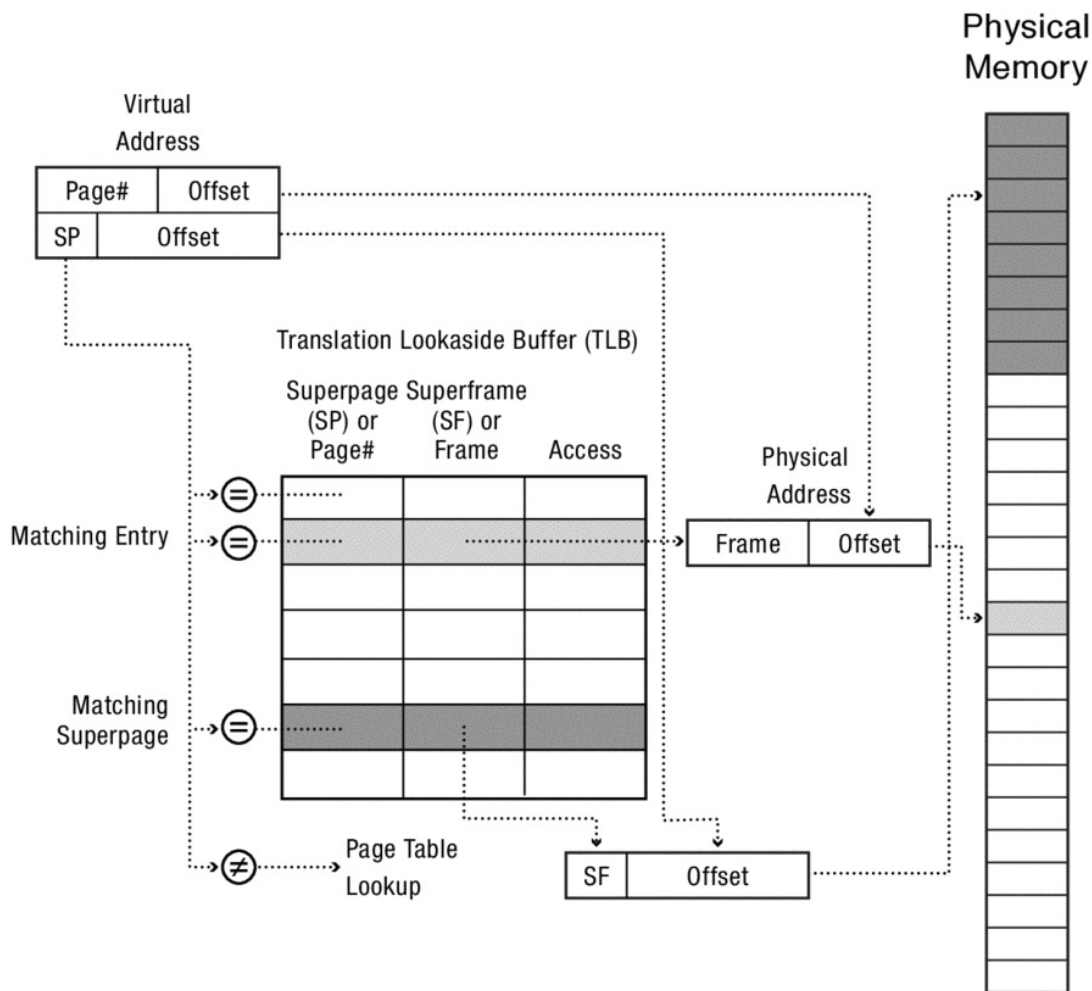 Physical
Memory
Virtual
Address
Page# Offset
SP Offset
Translation Lookaside Buffer (TLB)
Superpage Superframe
(SP) or (SF) or
Page# Frame Access
Physical
Address
Matching Entry
= 
=
Frame Offset
Matching
Superpage
=
≠
Page Table
Lookup
SF Offset